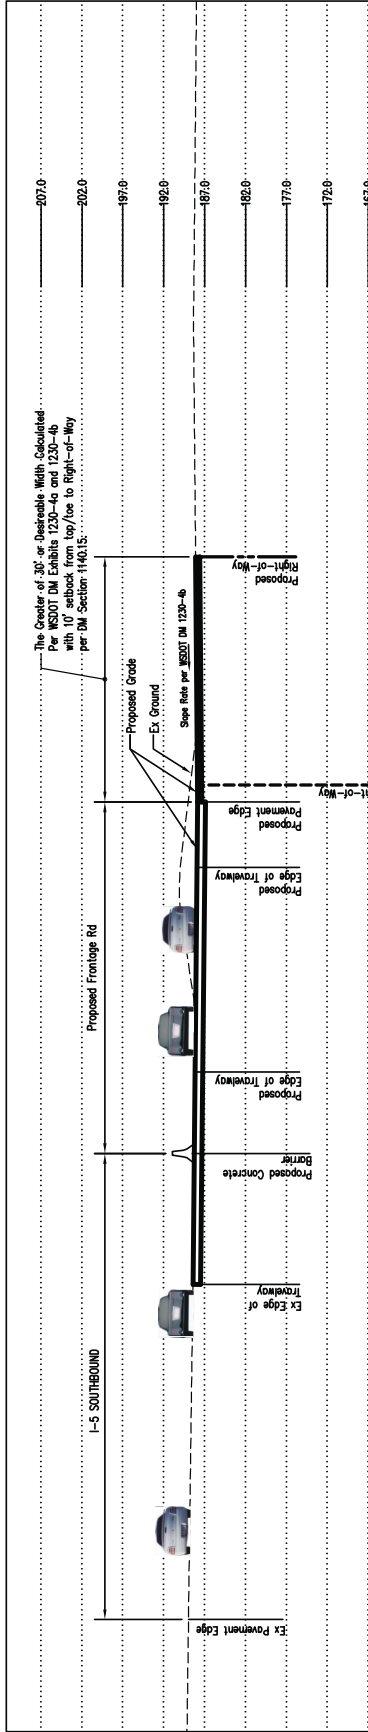 The Greater of 30' or Desireable Width Calculated
Per WSDOT DM Exhibits 1230-4a and 1230-4b
with 10' setback from top/toe to Right-of-Way
per DM Section 1140.15.
207.0
202.0
197.0
192.0
187.0
182.0
177.0
172.0
167.0
I-5 SOUTHBOUND
Proposed Frontage Rd
Proposed Grade
Ex Ground
Slope Rate per WSDOT DM 1230-4b
Ex Pavement Edge
Ex Edge of
Travelway
Proposed Concrete
Barrier
Proposed
Edge of Travelway
Proposed
Edge of Travelway
Proposed
Pavement Edge
Proposed
Right-of-Way